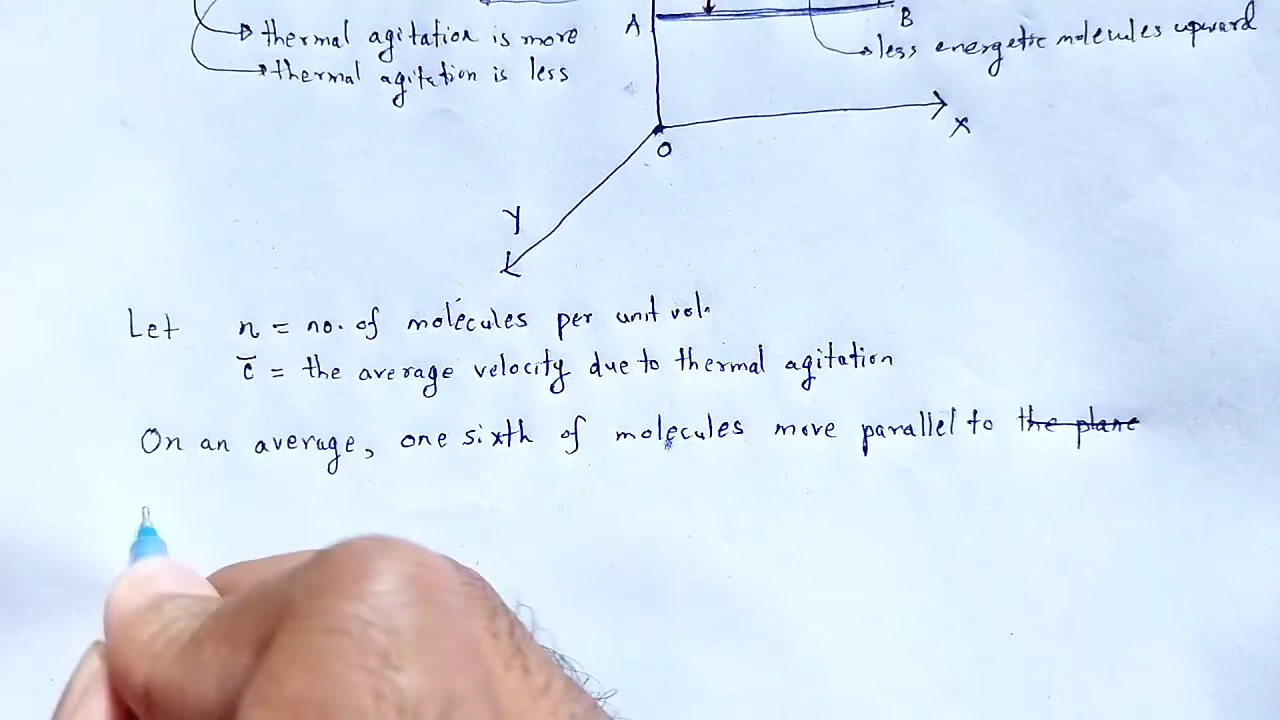 A
B
thermal agitation is more
less energetic molecules upward
thermal agitation is less
X
O
Y
Let n = no. of molecules per unit vol.
c̄ = the average velocity due to thermal agitation
On an average, one sixth of molecules move parallel to the plane